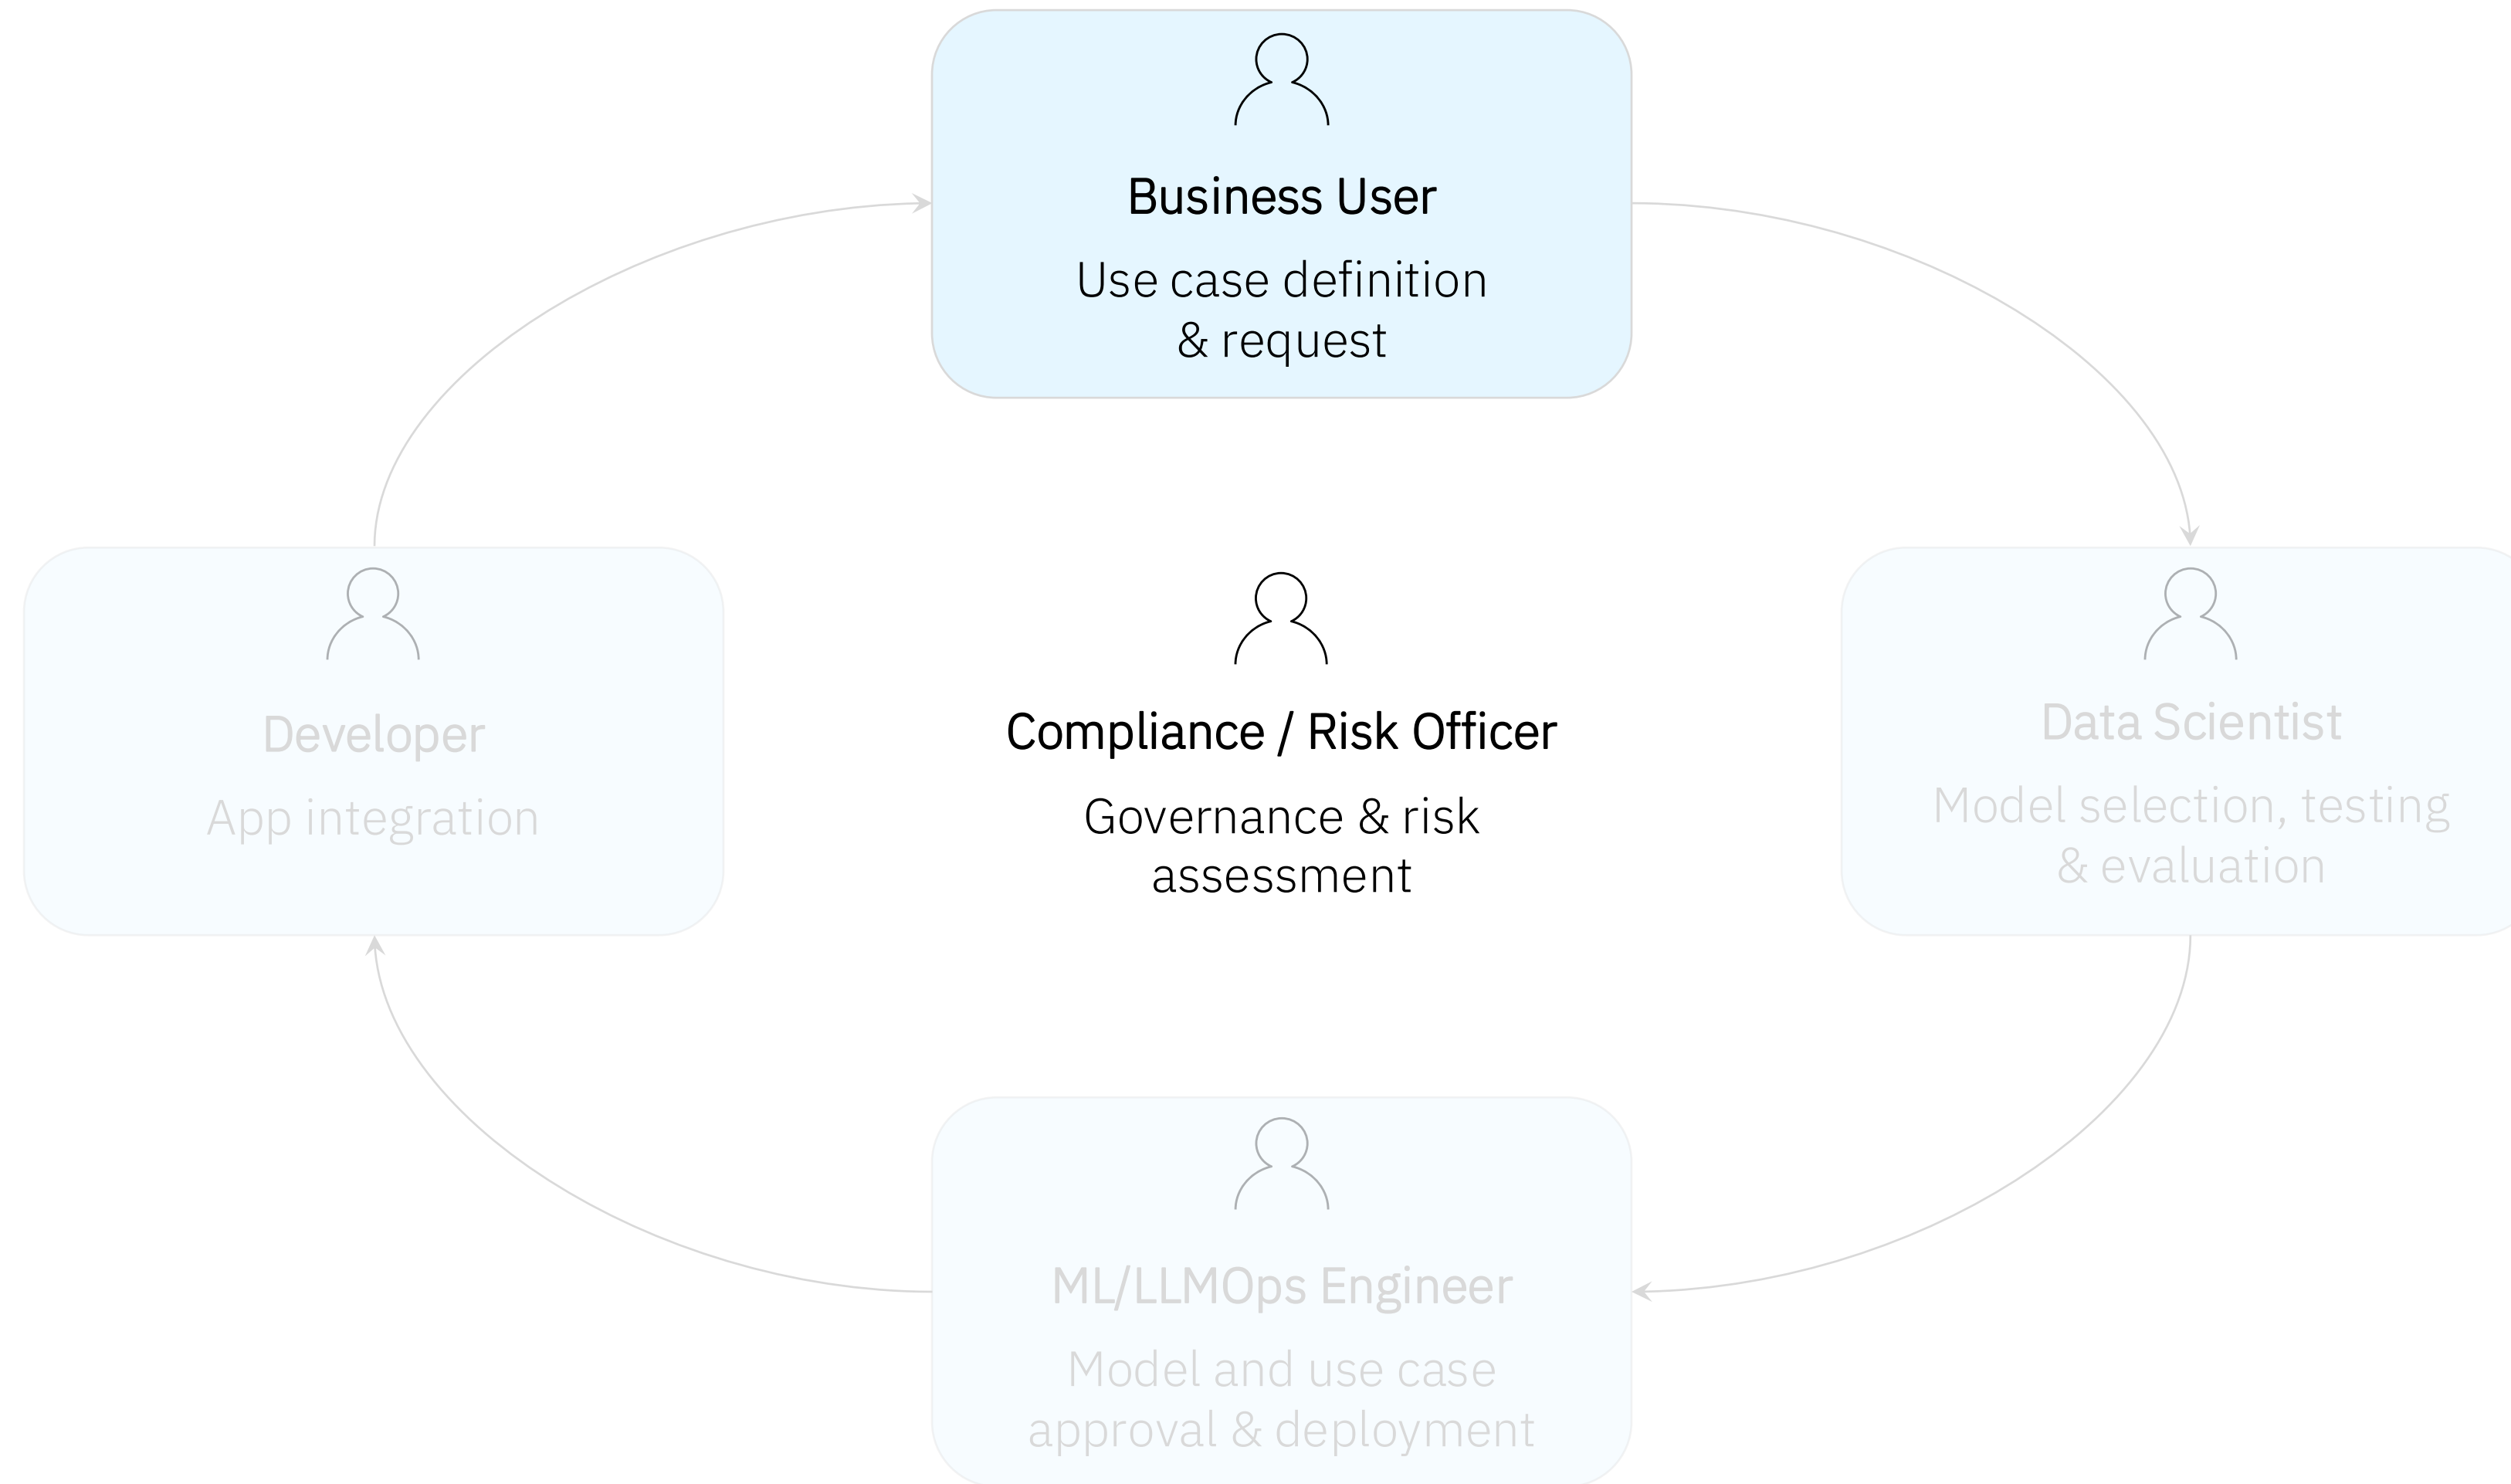 Business User
Use case definition
& request
Developer
App integration
Compliance / Risk Officer
Governance & risk
assessment
Data Scientist
Model selection, testing
& evaluation
ML/LLMOps Engineer
Model and use case
approval & deployment